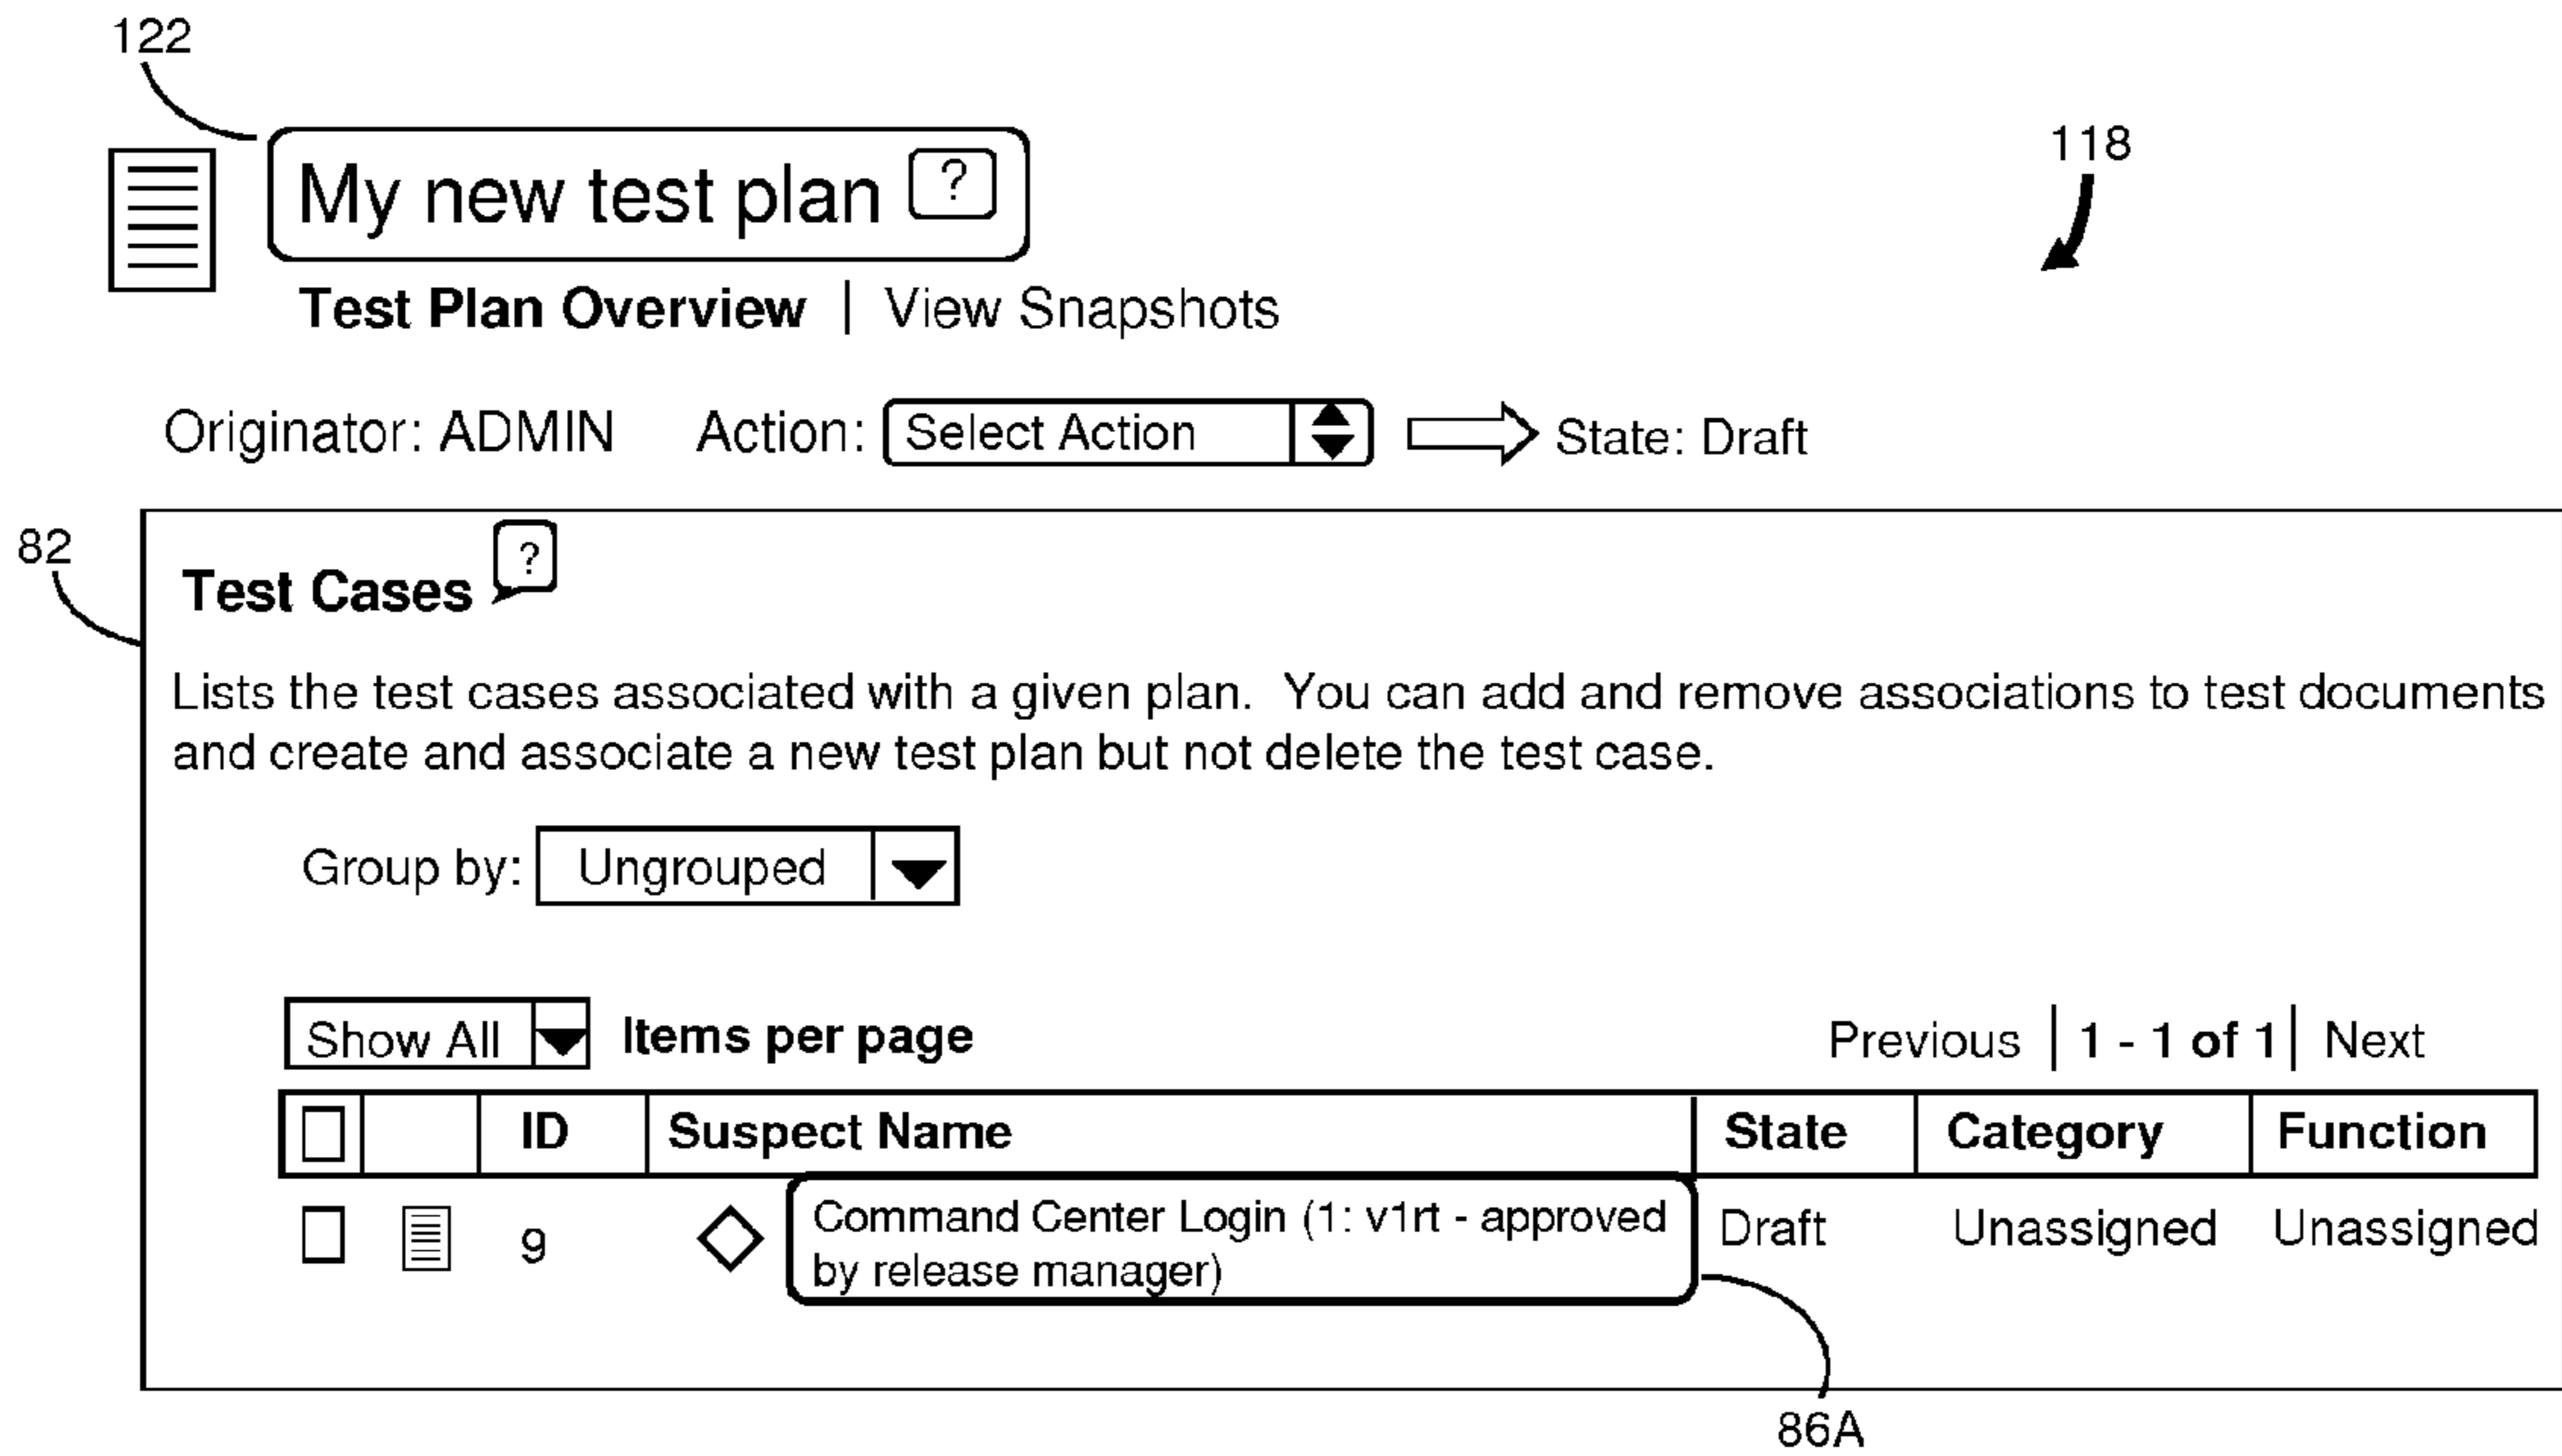 122
My new test plan ?
118
Test Plan Overview | View Snapshots
Originator: ADMIN Action: Select Action State: Draft
82
Test Cases ?
Lists the test cases associated with a given plan. You can add and remove associations to test documents
and create and associate a new test plan but not delete the test case.
Group by: Ungrouped
Show All Items per page Previous | 1 - 1 of 1 | Next
ID Suspect Name State Category Function
9 Command Center Login (1: v1rt - approved Draft Unassigned Unassigned
by release manager)
86A